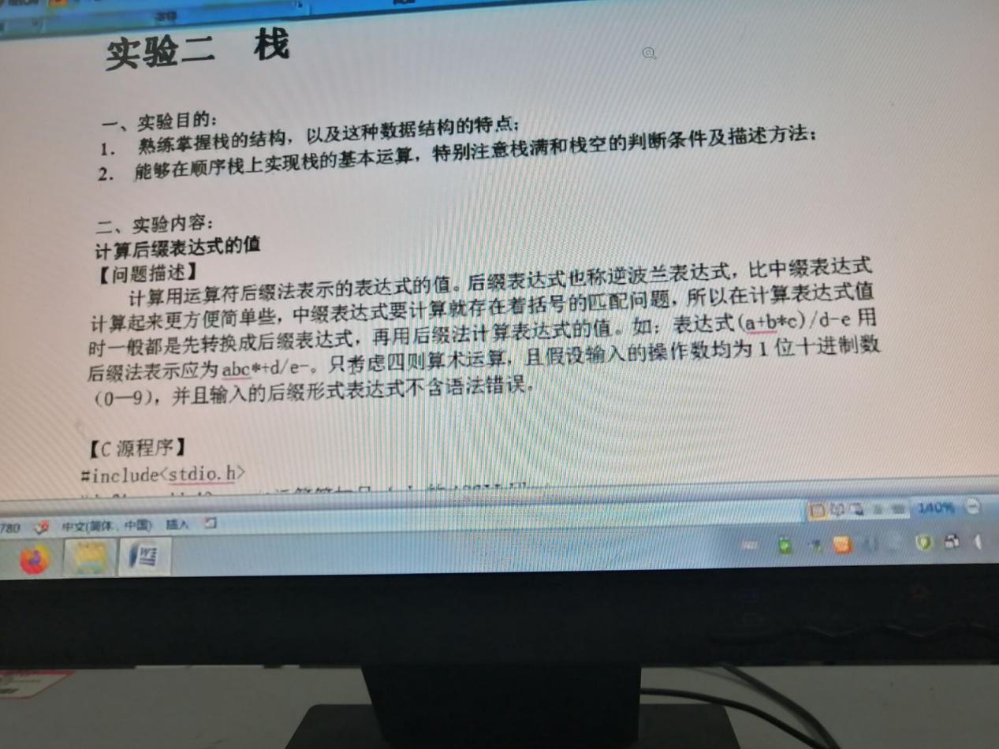 实验二 栈
一、实验目的：
1. 熟练掌握栈的结构，以及这种数据结构的特点；
2. 能够在顺序栈上实现栈的基本运算，特别注意栈满和栈空的判断条件及描述方法；
二、实验内容：
计算后缀表达式的值
【问题描述】
计算用运算符后缀法表示的表达式的值。后缀表达式也称逆波兰表达式，比中缀表达式
计算起来更方便简单些，中缀表达式要计算就存在着括号的匹配问题，所以在计算表达式值
时一般都是先转换成后缀表达式，再用后缀法计算表达式的值。如：表达式(a+b*c)/d-e 用
后缀法表示应为 abc*+d/e-。只考虑四则算术运算，且假设输入的操作数均为 1 位十进制数
（0—9），并且输入的后缀形式表达式不含语法错误。
【C 源程序】
#include<stdio.h>
780 中文(简体，中国) 插入 140%